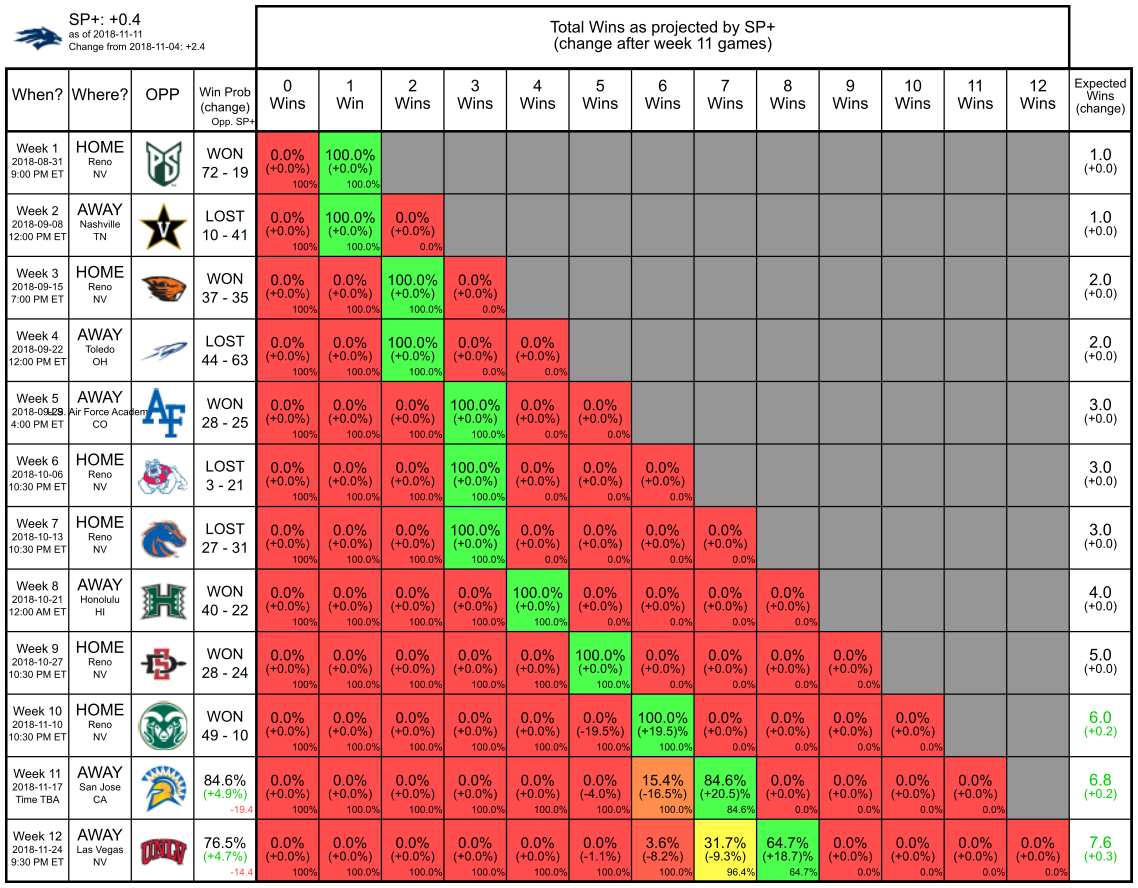 SP+: +0.4
as of 2018-11-11
Change from 2018-11-04: +2.4
Total Wins as projected by SP+
(change after week 11 games)
When? Where? OPP Win Prob (change) Opp. SP+ 0 Wins 1 Win 2 Wins 3 Wins 4 Wins 5 Wins 6 Wins 7 Wins 8 Wins 9 Wins 10 Wins 11 Wins 12 Wins Expected Wins (change)
Week 1 HOME PS WON 0.0% 100.0% 1.0
2018-08-31 Reno (+0.0%) (+0.0%) (+0.0)
9:00 PM ET NV 72 - 19 100% 100.0%
Week 2 AWAY V LOST 0.0% 100.0% 0.0% 1.0
2018-09-08 Nashville (+0.0%) (+0.0%) (+0.0%) (+0.0)
12:00 PM ET TN 10 - 41 100% 100.0% 0.0%
Week 3 HOME WON 0.0% 0.0% 100.0% 0.0% 2.0
2018-09-15 Reno (+0.0%) (+0.0%) (+0.0%) (+0.0%) (+0.0)
7:00 PM ET NV 37 - 35 100% 100.0% 100.0% 0.0%
Week 4 AWAY LOST 0.0% 0.0% 100.0% 0.0% 0.0% 2.0
2018-09-22 Toledo (+0.0%) (+0.0%) (+0.0%) (+0.0%) (+0.0%) (+0.0)
12:00 PM ET OH 44 - 63 100% 100.0% 100.0% 0.0% 0.0%
Week 5 AWAY AF WON 0.0% 0.0% 0.0% 100.0% 0.0% 0.0% 3.0
2018-09-29 U.S. Air Force Academy (+0.0%) (+0.0%) (+0.0%) (+0.0%) (+0.0%) (+0.0%) (+0.0)
4:00 PM ET CO 28 - 25 100% 100.0% 100.0% 100.0% 0.0% 0.0%
Week 6 HOME LOST 0.0% 0.0% 0.0% 100.0% 0.0% 0.0% 0.0% 3.0
2018-10-06 Reno (+0.0%) (+0.0%) (+0.0%) (+0.0%) (+0.0%) (+0.0%) (+0.0%) (+0.0)
10:30 PM ET NV 3 - 21 100% 100.0% 100.0% 100.0% 0.0% 0.0% 0.0%
Week 7 HOME LOST 0.0% 0.0% 0.0% 100.0% 0.0% 0.0% 0.0% 0.0% 3.0
2018-10-13 Reno (+0.0%) (+0.0%) (+0.0%) (+0.0%) (+0.0%) (+0.0%) (+0.0%) (+0.0%) (+0.0)
10:30 PM ET NV 27 - 31 100% 100.0% 100.0% 100.0% 0.0% 0.0% 0.0% 0.0%
Week 8 AWAY H WON 0.0% 0.0% 0.0% 0.0% 100.0% 0.0% 0.0% 0.0% 0.0% 4.0
2018-10-21 Honolulu (+0.0%) (+0.0%) (+0.0%) (+0.0%) (+0.0%) (+0.0%) (+0.0%) (+0.0%) (+0.0%) (+0.0)
12:00 AM ET HI 40 - 22 100% 100.0% 100.0% 100.0% 100.0% 0.0% 0.0% 0.0% 0.0%
Week 9 HOME SD WON 0.0% 0.0% 0.0% 0.0% 0.0% 100.0% 0.0% 0.0% 0.0% 0.0% 5.0
2018-10-27 Reno (+0.0%) (+0.0%) (+0.0%) (+0.0%) (+0.0%) (+0.0%) (+0.0%) (+0.0%) (+0.0%) (+0.0%) (+0.0)
10:30 PM ET NV 28 - 24 100% 100.0% 100.0% 100.0% 100.0% 100.0% 0.0% 0.0% 0.0% 0.0%
Week 10 HOME WON 0.0% 0.0% 0.0% 0.0% 0.0% 0.0% 100.0% 0.0% 0.0% 0.0% 0.0% 6.0
2018-11-10 Reno (+0.0%) (+0.0%) (+0.0%) (+0.0%) (+0.0%) (-19.5%) (+19.5)% (+0.0%) (+0.0%) (+0.0%) (+0.0%) (+0.2)
10:30 PM ET NV 49 - 10 100% 100.0% 100.0% 100.0% 100.0% 100.0% 100.0% 0.0% 0.0% 0.0% 0.0%
Week 11 AWAY 84.6% 0.0% 0.0% 0.0% 0.0% 0.0% 0.0% 15.4% 84.6% 0.0% 0.0% 0.0% 0.0% 6.8
2018-11-17 San Jose (+4.9%) (+0.0%) (+0.0%) (+0.0%) (+0.0%) (+0.0%) (-4.0%) (-16.5%) (+20.5)% (+0.0%) (+0.0%) (+0.0%) (+0.0%) (+0.2)
Time TBA CA -19.4 100% 100.0% 100.0% 100.0% 100.0% 100.0% 100.0% 84.6% 0.0% 0.0% 0.0% 0.0%
Week 12 AWAY UNLV 76.5% 0.0% 0.0% 0.0% 0.0% 0.0% 0.0% 3.6% 31.7% 64.7% 0.0% 0.0% 0.0% 0.0% 7.6
2018-11-24 Las Vegas (+4.7%) (+0.0%) (+0.0%) (+0.0%) (+0.0%) (+0.0%) (-1.1%) (-8.2%) (-9.3%) (+18.7)% (+0.0%) (+0.0%) (+0.0%) (+0.0%) (+0.3)
9:30 PM ET NV -14.4 100% 100.0% 100.0% 100.0% 100.0% 100.0% 100.0% 96.4% 64.7% 0.0% 0.0% 0.0% 0.0%